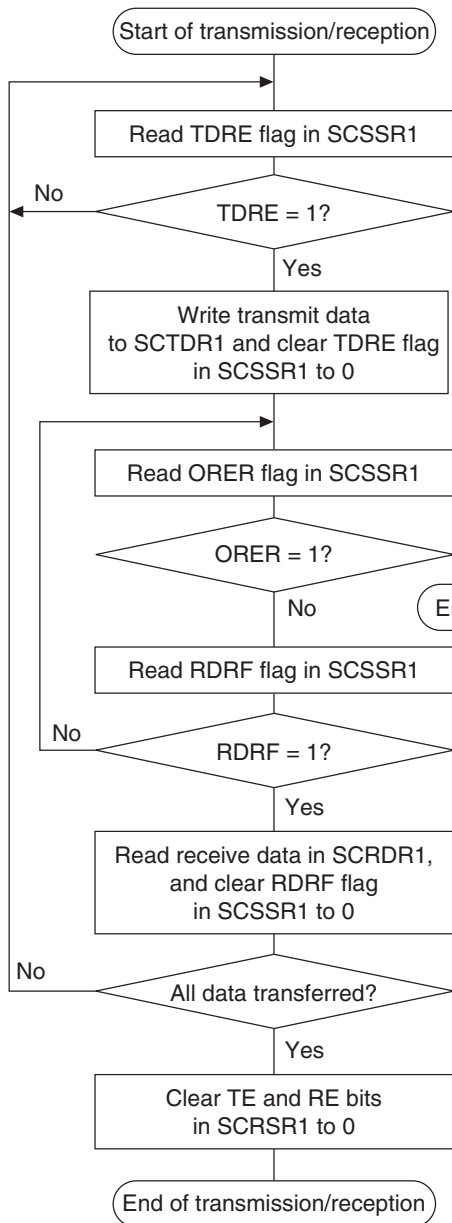 Start of transmission/reception
Read TDRE flag in SCSSR1
No
TDRE = 1?
Yes
Write transmit data
to SCTDR1 and clear TDRE flag
in SCSSR1 to 0
Read ORER flag in SCSSR1
ORER = 1?
No
Read RDRF flag in SCSSR1
No
RDRF = 1?
Yes
Read receive data in SCRDR1,
and clear RDRF flag
in SCSSR1 to 0
No
All data transferred?
Yes
Clear TE and RE bits
in SCRSR1 to 0
End of transmission/reception